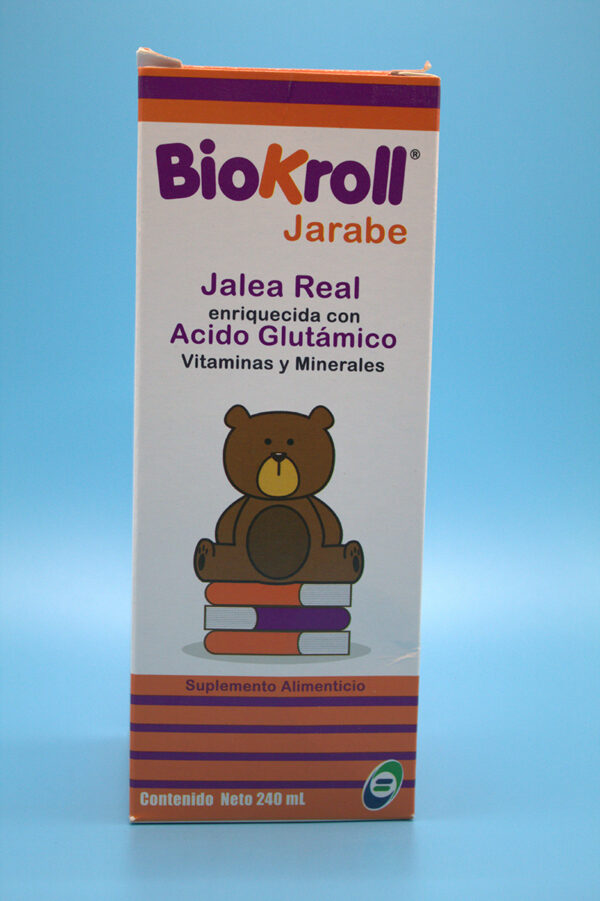 BioKroll®
Jarabe
Jalea Real
enriquecida con
Acido Glutámico
Vitaminas y Minerales
Suplemento Alimenticio
Contenido Neto 240 mL